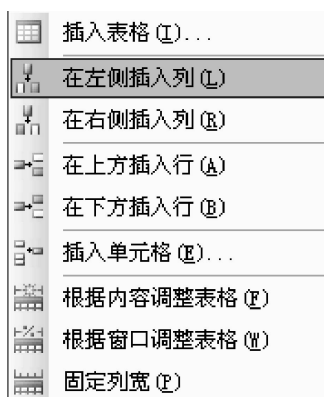 插入表格(I)...
在左侧插入列(L)
在右侧插入列(R)
在上方插入行(A)
在下方插入行(B)
插入单元格(E)...
根据内容调整表格(F)
根据窗口调整表格(W)
固定列宽(P)